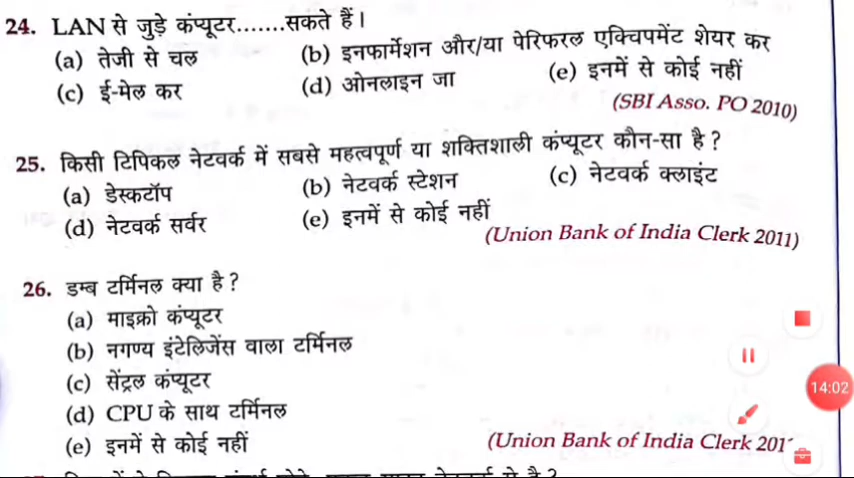 24. LAN से जुड़े कंप्यूटर.......सकते हैं।
(a) तेजी से चल (b) इनफार्मेशन और/या पेरिफरल एक्विपमेंट शेयर कर
(c) ई-मेल कर (d) ओनलाइन जा (e) इनमें से कोई नहीं
(SBI Asso. PO 2010)
25. किसी टिपिकल नेटवर्क में सबसे महत्वपूर्ण या शक्तिशाली कंप्यूटर कौन-सा है?
(a) डेस्कटॉप (b) नेटवर्क स्टेशन (c) नेटवर्क क्लाइंट
(d) नेटवर्क सर्वर (e) इनमें से कोई नहीं
(Union Bank of India Clerk 2011)
26. डम्ब टर्मिनल क्या है?
(a) माइक्रो कंप्यूटर
(b) नगण्य इंटेलिजेंस वाला टर्मिनल
(c) सेंट्रल कंप्यूटर
14:02
(d) CPU के साथ टर्मिनल
(e) इनमें से कोई नहीं
(Union Bank of India Clerk 201